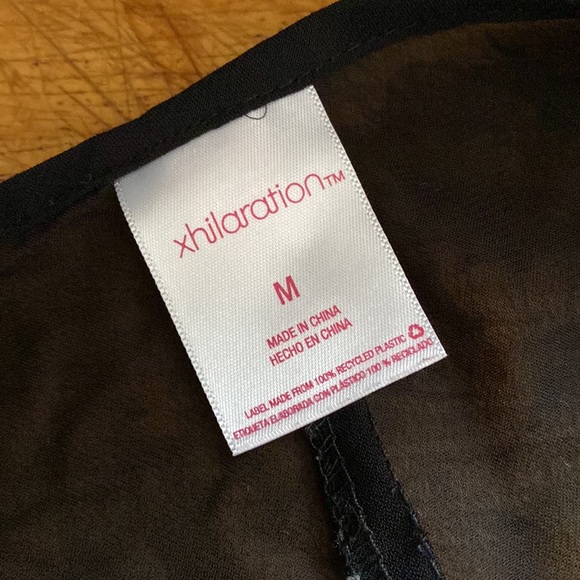 xhilaration™
M
MADE IN CHINA
HECHO EN CHINA
LABEL MADE FROM 100% RECYCLED PLASTIC
ETIQUETA ELABORADA CON PLÁSTICO 100 % RECICLADO